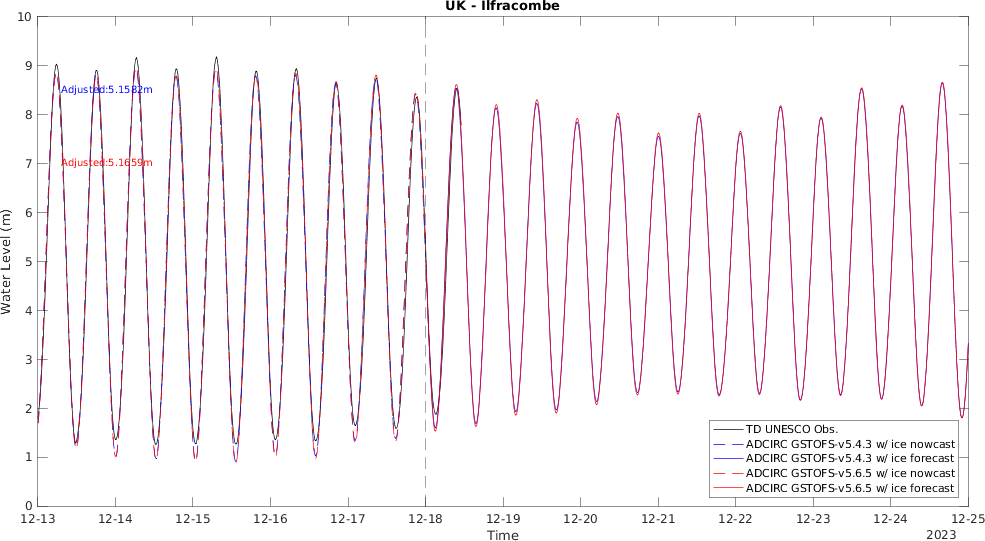 UK - Ilfracombe
10
9
8
7
6
5
4
3
2
1
0
Water Level (m)
Adjusted:5.1582m
Adjusted:5.1659m
TD UNESCO Obs.
ADCIRC GSTOFS-v5.4.3 w/ ice nowcast
ADCIRC GSTOFS-v5.4.3 w/ ice forecast
ADCIRC GSTOFS-v5.6.5 w/ ice nowcast
ADCIRC GSTOFS-v5.6.5 w/ ice forecast
12-13 12-14 12-15 12-16 12-17 12-18 12-19 12-20 12-21 12-22 12-23 12-24 12-25
Time
2023